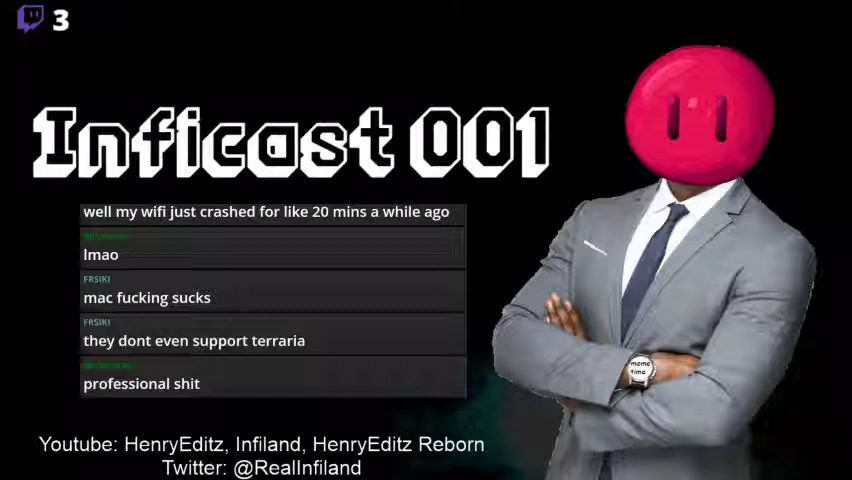 3
Inficast 001
well my wifi just crashed for like 20 mins a while ago
lmao
FRSIKI
mac fucking sucks
FRSIKI
they dont even support terraria
professional shit
meme
time.
Youtube: HenryEditz, Infiland, HenryEditz Reborn
Twitter: @RealInfiland